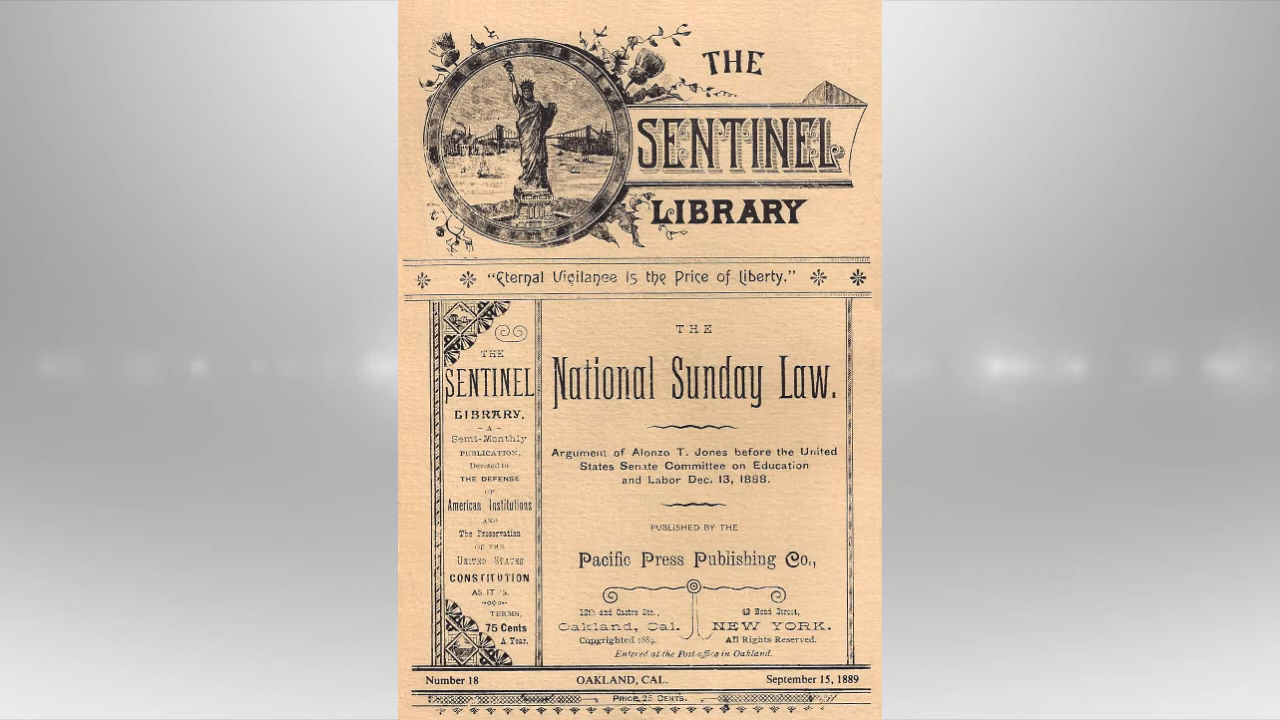 THE
SENTINEL
LIBRARY
"Eternal Vigilance is the Price of Liberty."
THE
SENTINEL
LIBRARY,
- A -
Semi-Monthly
PUBLICATION,
Devoted to
THE DEFENSE
OF
American Institutions
AND
The Preservation
OF THE
UNITED STATES
CONSTITUTION
AS IT IS.
TERMS,
75 Cents
A Year.
THE
National Sunday Law.
Argument of Alonzo T. Jones before the United
States Senate Committee on Education
and Labor Dec. 13, 1888.
PUBLISHED BY THE
Pacific Press Publishing Co.,
12th and Castro Sts.,
Oakland, Cal.
Copyrighted 1889.
43 Bond Street,
NEW YORK.
All Rights Reserved.
Entered at the Post-office in Oakland.
Number 18 OAKLAND, CAL. September 15, 1889
PRICE 25 CENTS.